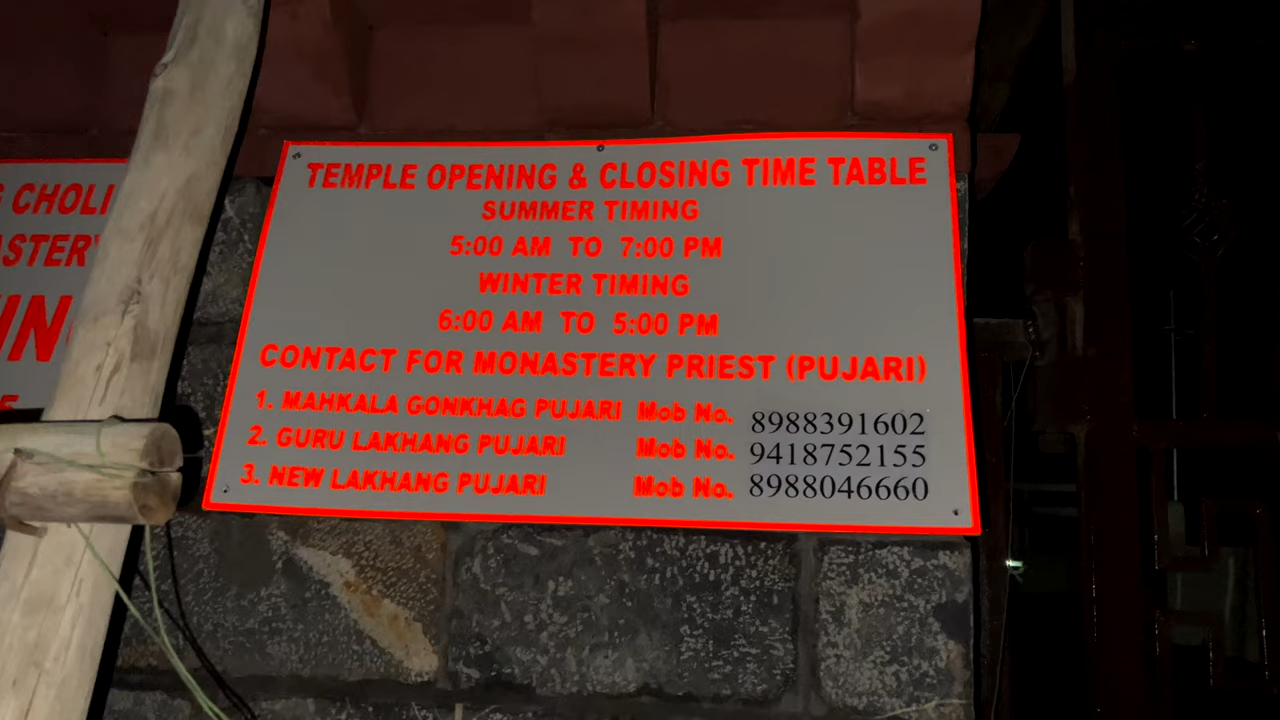 TEMPLE OPENING & CLOSING TIME TABLE
SUMMER TIMING
5:00 AM TO 7:00 PM
WINTER TIMING
6:00 AM TO 5:00 PM
CONTACT FOR MONASTERY PRIEST (PUJARI)
1. MAHKALA GONKHAG PUJARI Mob No. 8988391602
2. GURU LAKHANG PUJARI Mob No. 9418752155
3. NEW LAKHANG PUJARI Mob No. 8988046660